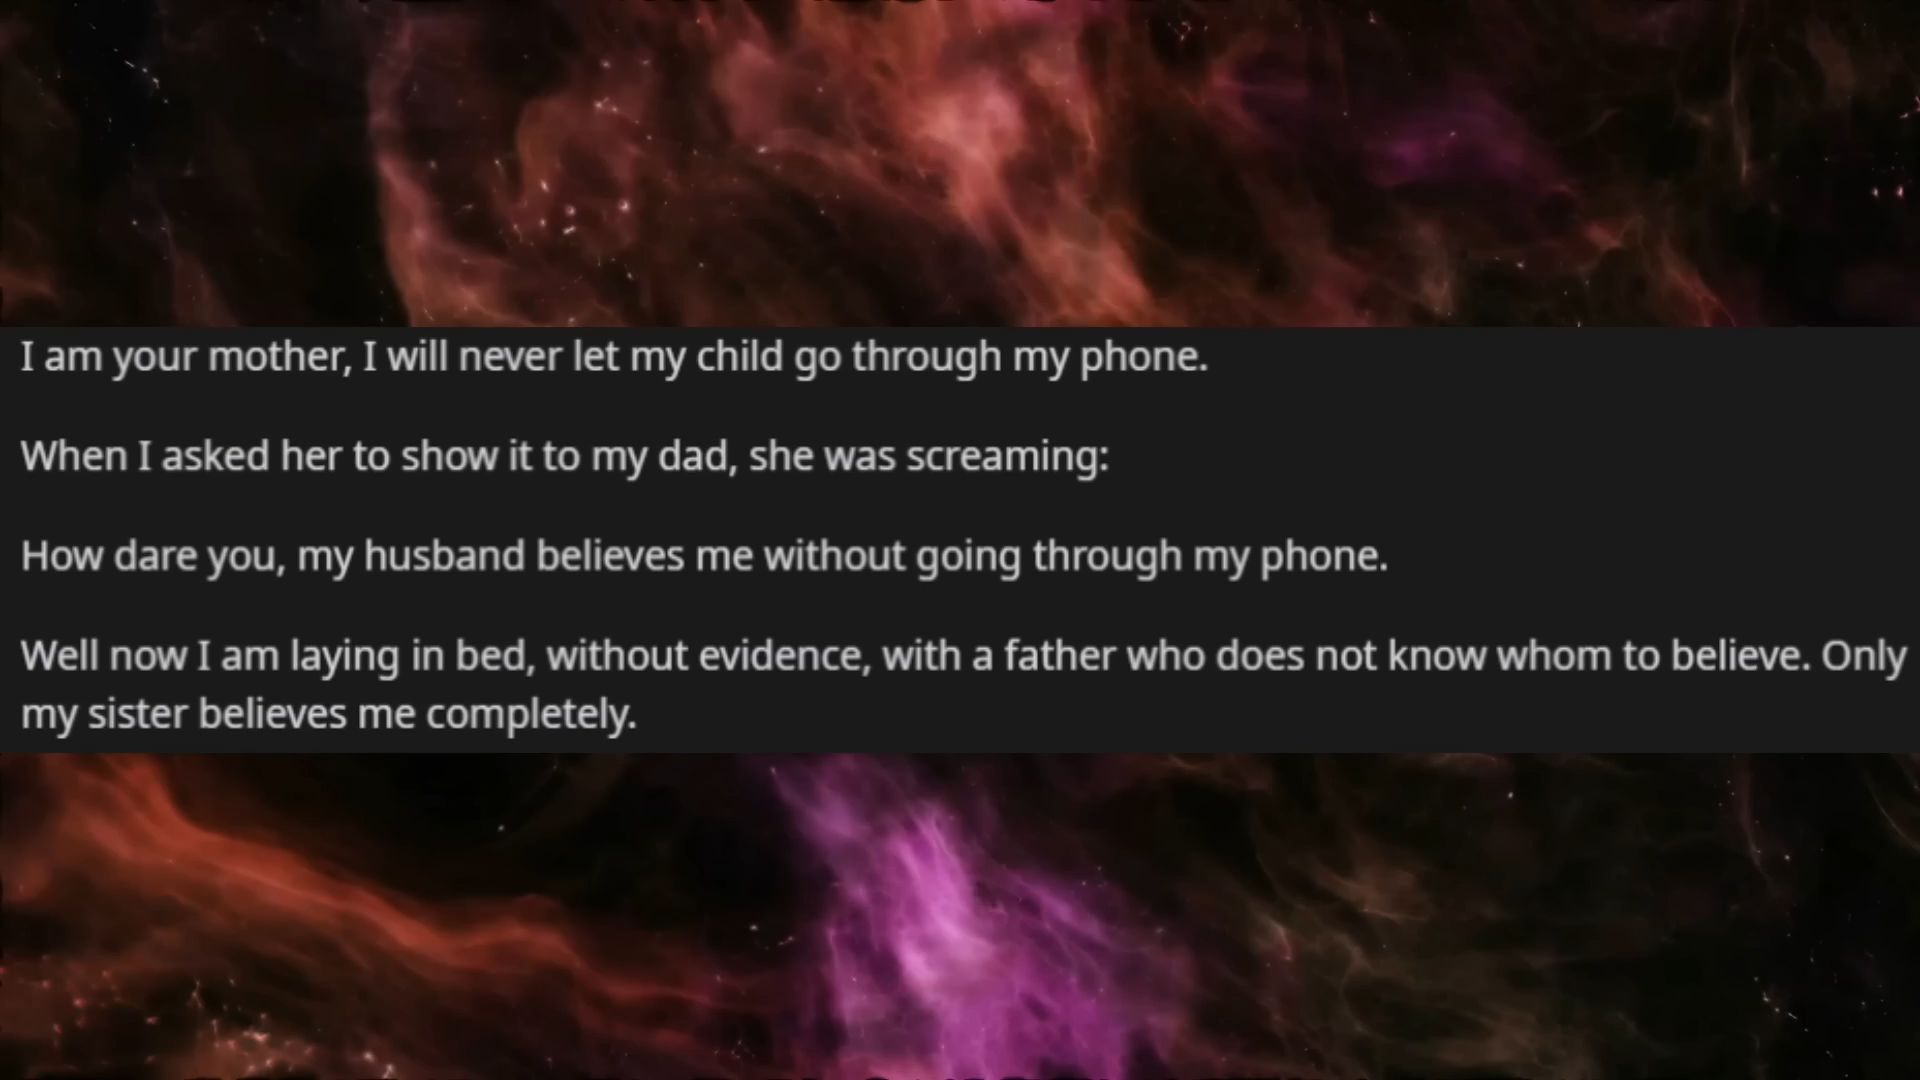 I am your mother, I will never let my child go through my phone.
When I asked her to show it to my dad, she was screaming:
How dare you, my husband believes me without going through my phone.
Well now I am laying in bed, without evidence, with a father who does not know whom to believe. Only
my sister believes me completely.